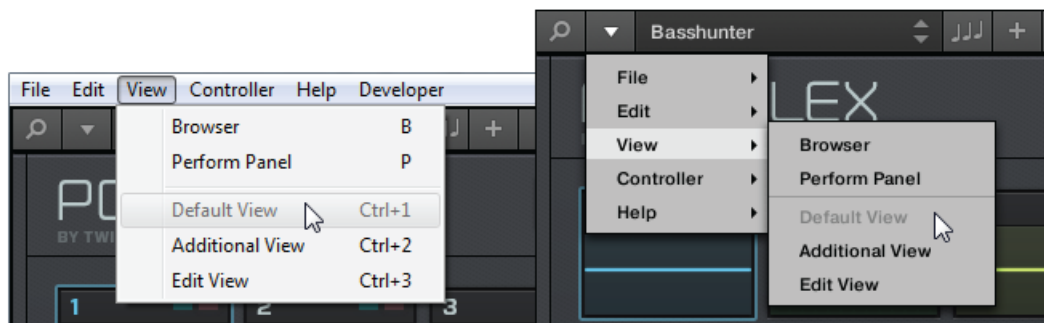 File Edit View Controller Help Developer
Browser B
Perform Panel P
Default View Ctrl+1
Additional View Ctrl+2
Edit View Ctrl+3
PO
BY TWI
1 2 3
Basshunter
File
Edit
View
Controller
Help
LEX
Browser
Perform Panel
Default View
Additional View
Edit View